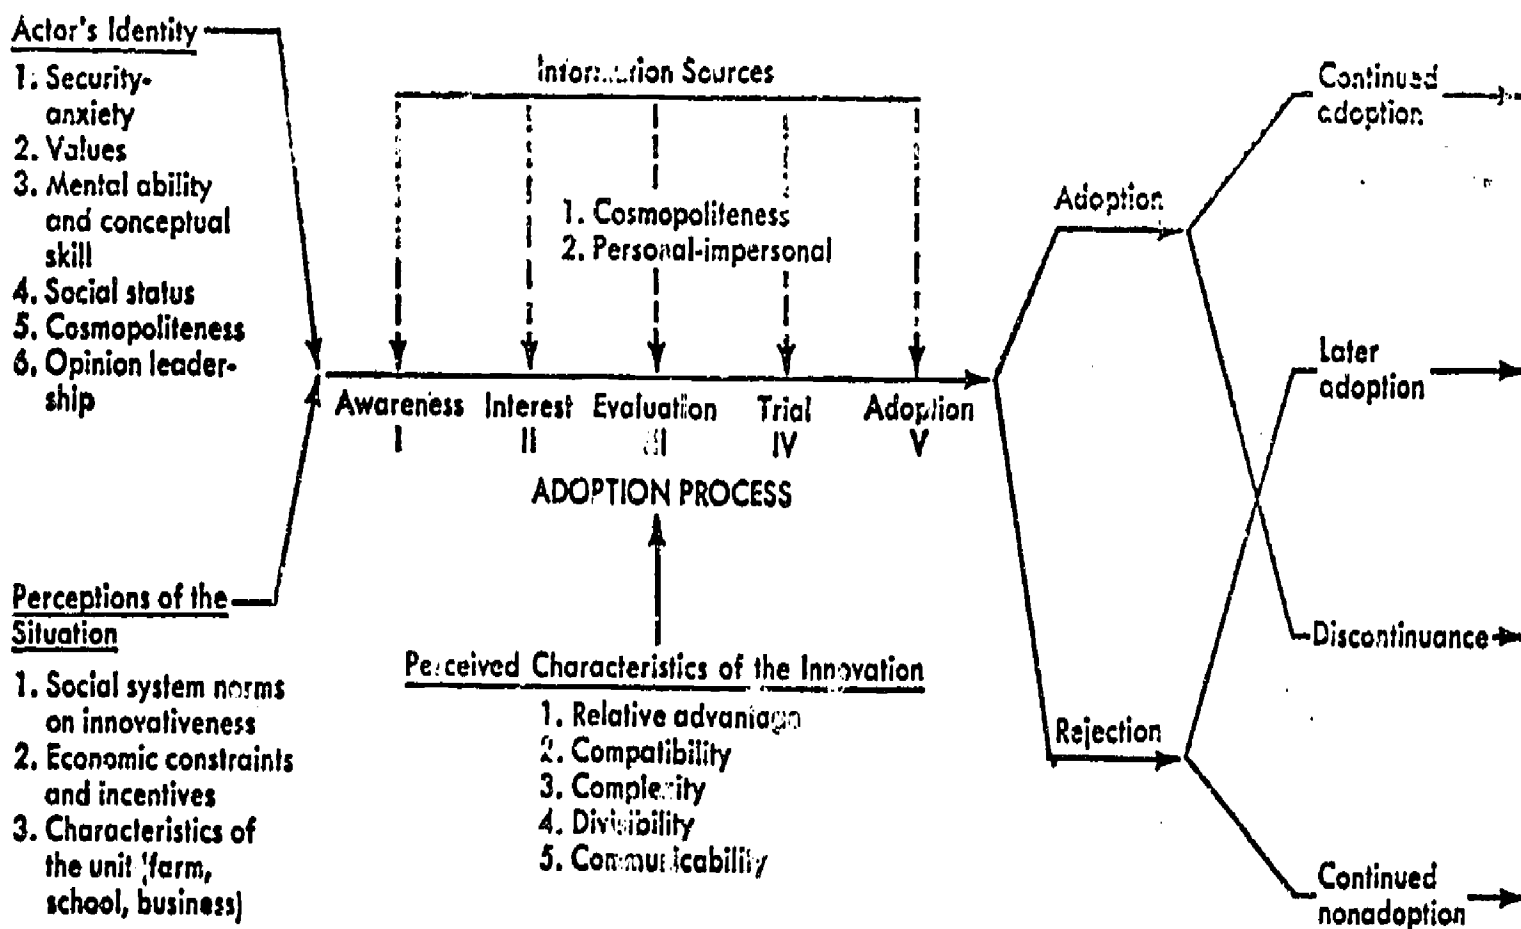 Actor's Identity
1. Security-
anxiety
2. Values
3. Mental ability
and conceptual
skill
4. Social status
5. Cosmopoliteness
6. Opinion leader-
ship
Perceptions of the
Situation
1. Social system norms
on innovativeness
2. Economic constraints
and incentives
3. Characteristics of
the unit (farm,
school, business)
Information Sources
1. Cosmopoliteness
2. Personal-impersonal
Awareness Interest Evaluation Trial Adoption
I II III IV V
ADOPTION PROCESS
Perceived Characteristics of the Innovation
1. Relative advantage
2. Compatibility
3. Complexity
4. Divisibility
5. Communicability
Adoption
Rejection
Continued
adoption
Later
adoption
Discontinuance
Continued
nonadoption